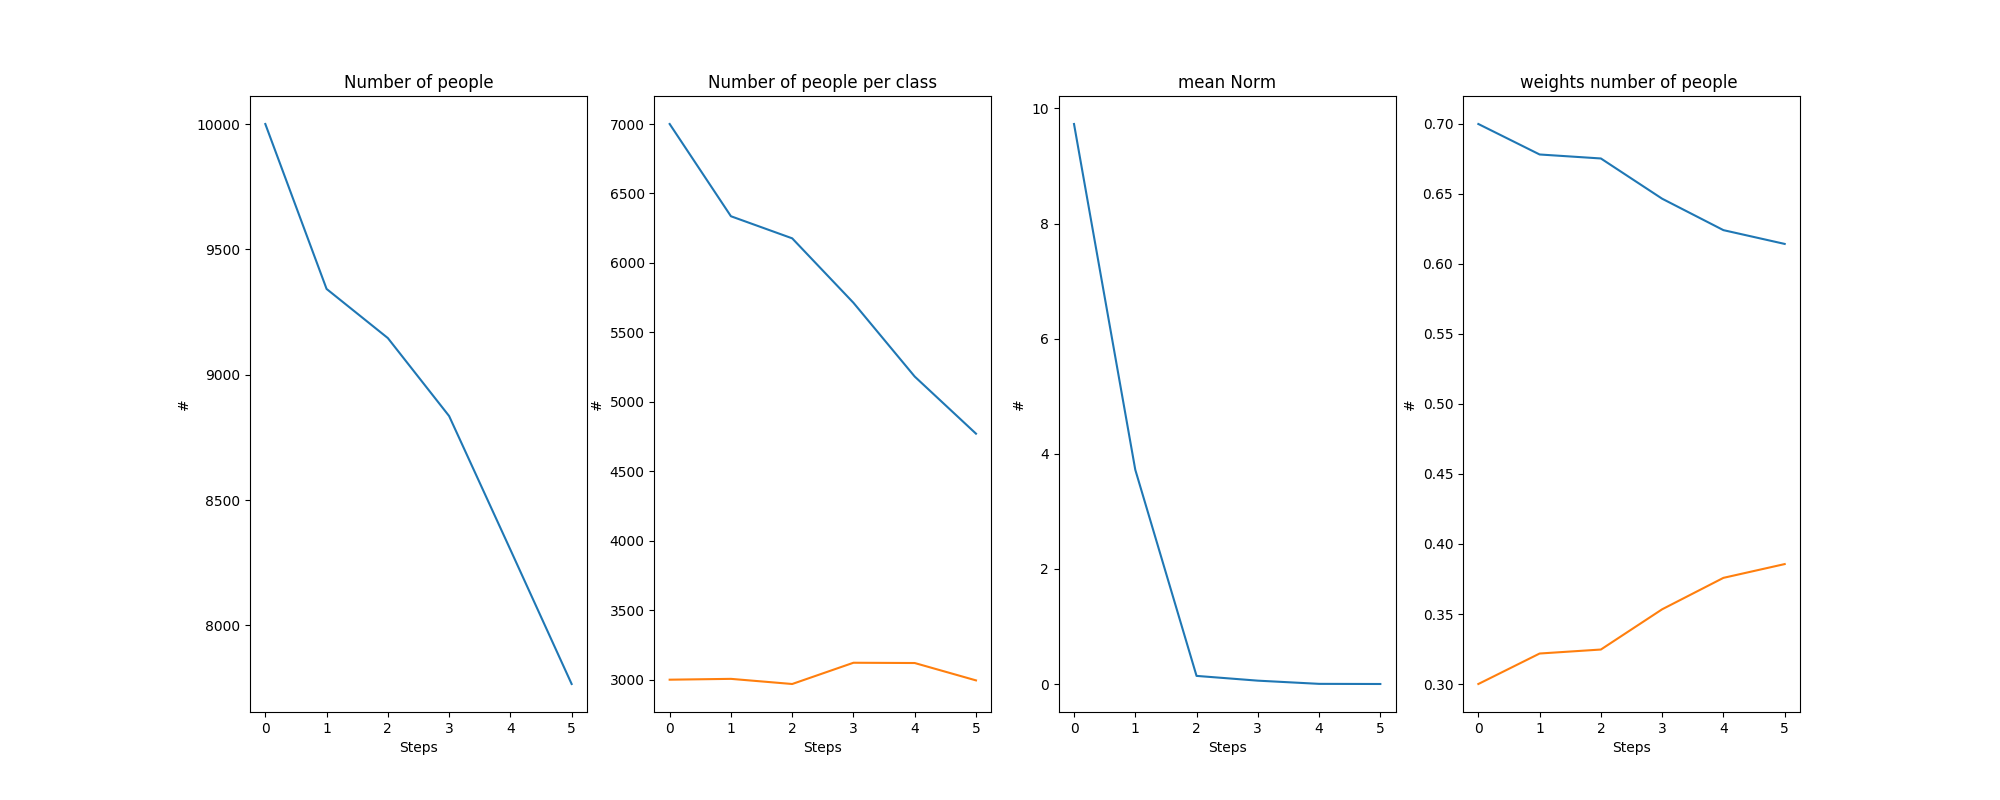 Number of people
10000
9500
9000
8500
8000
#
0 1 2 3 4 5
Steps
Number of people per class
7000
6500
6000
5500
5000
4500
4000
3500
3000
#
0 1 2 3 4 5
Steps
mean Norm
10
8
6
4
2
0
#
0 1 2 3 4 5
Steps
weights number of people
0.70
0.65
0.60
0.55
0.50
0.45
0.40
0.35
0.30
#
0 1 2 3 4 5
Steps